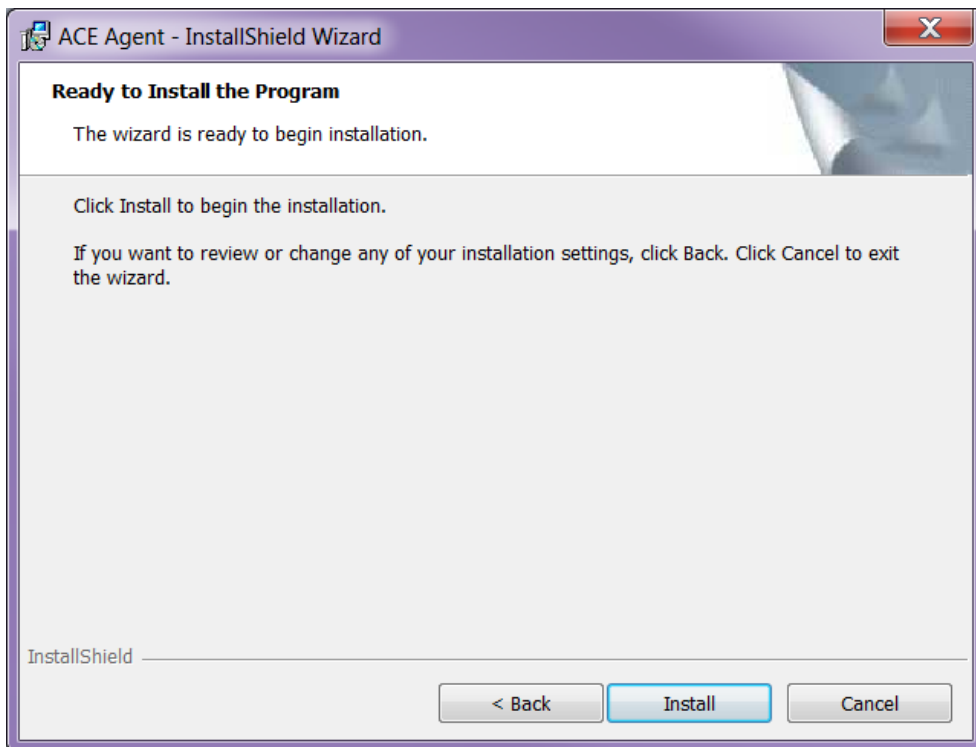 ACE Agent - InstallShield Wizard
Ready to Install the Program
The wizard is ready to begin installation.
Click Install to begin the installation.
If you want to review or change any of your installation settings, click Back. Click Cancel to exit
the wizard.
InstallShield
< Back
Install
Cancel